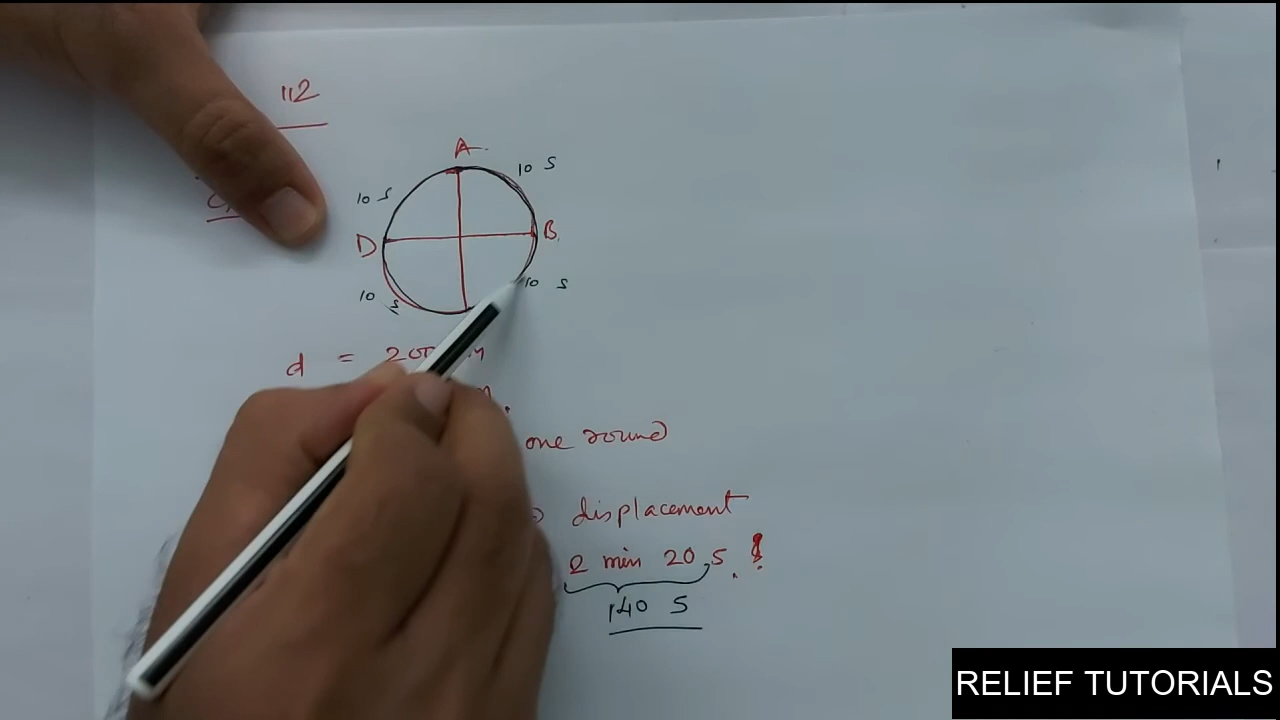 112
A
10 S
10 S
D
B
10 S
10 S
d =
one round
displacement
2 min 20 S
140 S
RELIEF TUTORIALS